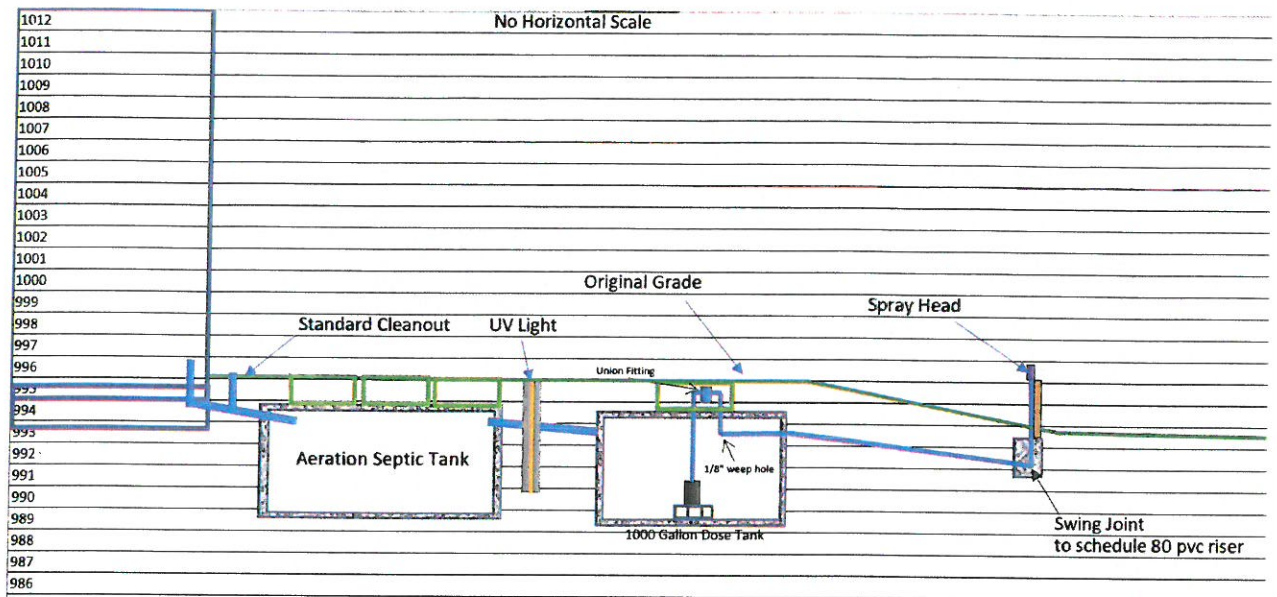 No Horizontal Scale
1012
1011
1010
1009
1008
1007
1006
1005
1004
1003
1002
1001
1000
999
998
997
996
995
994
993
992
991
990
989
988
987
986
Original Grade
Spray Head
Standard Cleanout
UV Light
Union Fitting
Aeration Septic Tank
1/8" weep hole
1000 Gallon Dose Tank
Swing Joint
to schedule 80 pvc riser